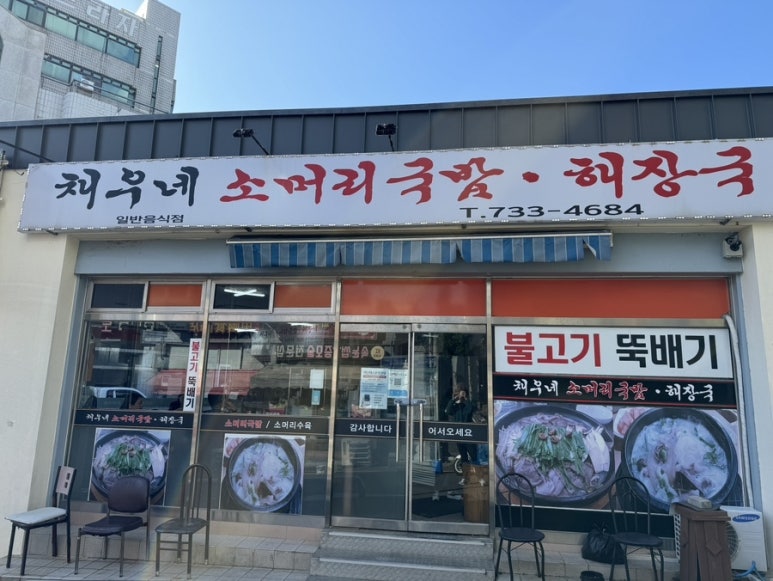 채우네 소머리국밥·해장국
일반음식점
T.733-4684
불고기 뚝배기
불고기 뚝배기
채우네 소머리국밥·해장국
채우네 소머리국밥·해장국
소머리국밥 / 소머리수육
감사합니다
어서오세요
SAMSUNG